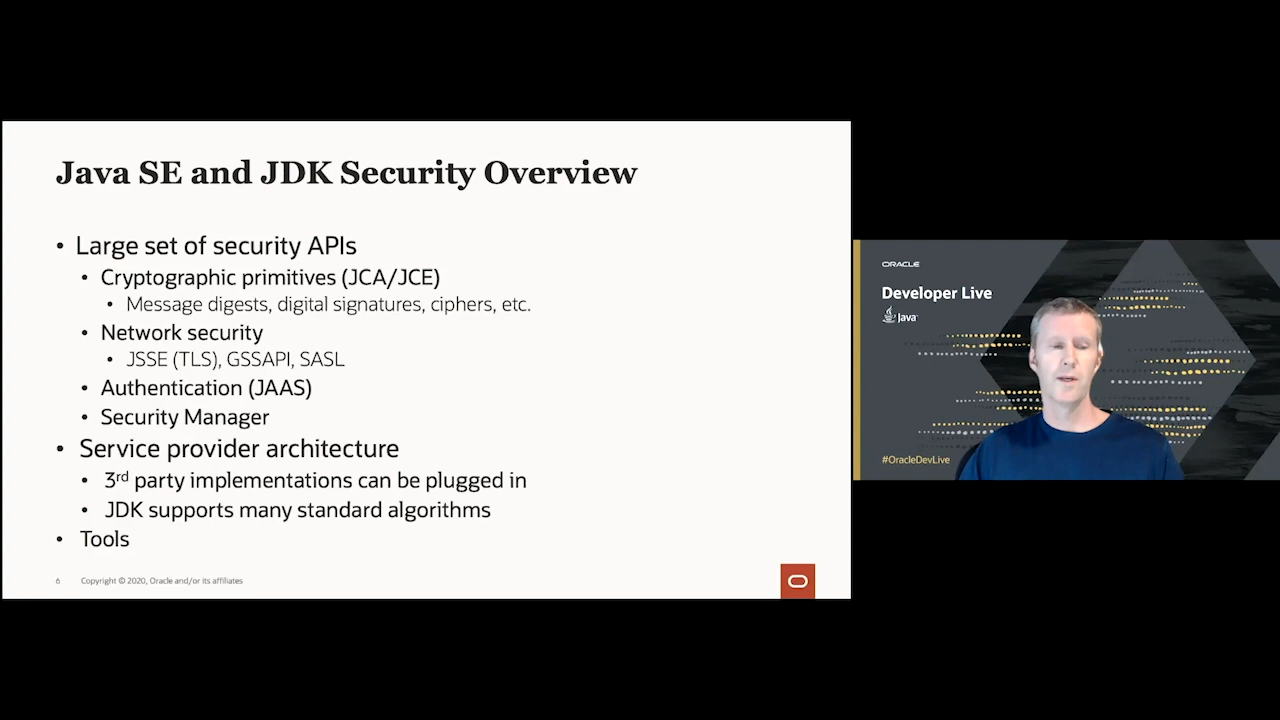 Java SE and JDK Security Overview
• Large set of security APIs
• Cryptographic primitives (JCA/JCE)
• Message digests, digital signatures, ciphers, etc.
• Network security
• JSSE (TLS), GSSAPI, SASL
• Authentication (JAAS)
• Security Manager
• Service provider architecture
• 3rd party implementations can be plugged in
• JDK supports many standard algorithms
• Tools
6 Copyright © 2020, Oracle and/or its affiliates
ORACLE
Developer Live
Java
#OracleDevLive